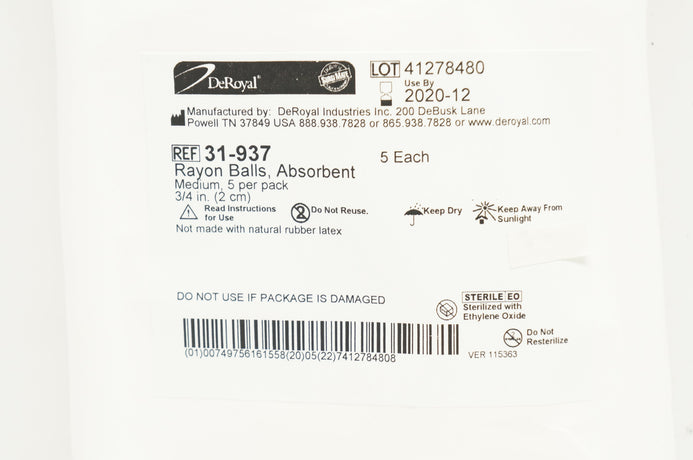 DeRoyal®
LOT 41278480
Use By
2020-12
Manufactured by: DeRoyal Industries Inc. 200 DeBusk Lane
Powell TN 37849 USA 888.938.7828 or 865.938.7828 or www.deroyal.com
REF 31-937
5 Each
Rayon Balls, Absorbent
Medium, 5 per pack
3/4 in. (2 cm)
Read Instructions
for Use
2 Do Not Reuse.
Keep Dry
Keep Away From
Sunlight
Not made with natural rubber latex
DO NOT USE IF PACKAGE IS DAMAGED
STERILE EO
Sterilized with
Ethylene Oxide
Do Not
Resterilize
(01)00749756161558(20)05(22)7412784808
VER 115363